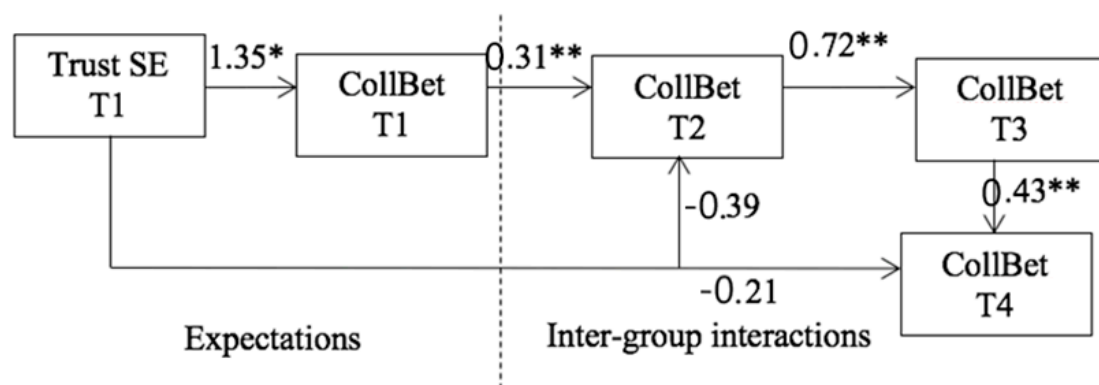 Trust SE
T1
1.35*
CollBet
T1
0.31**
CollBet
T2
0.72**
CollBet
T3
0.43**
-0.39
CollBet
T4
-0.21
Expectations
Inter-group interactions